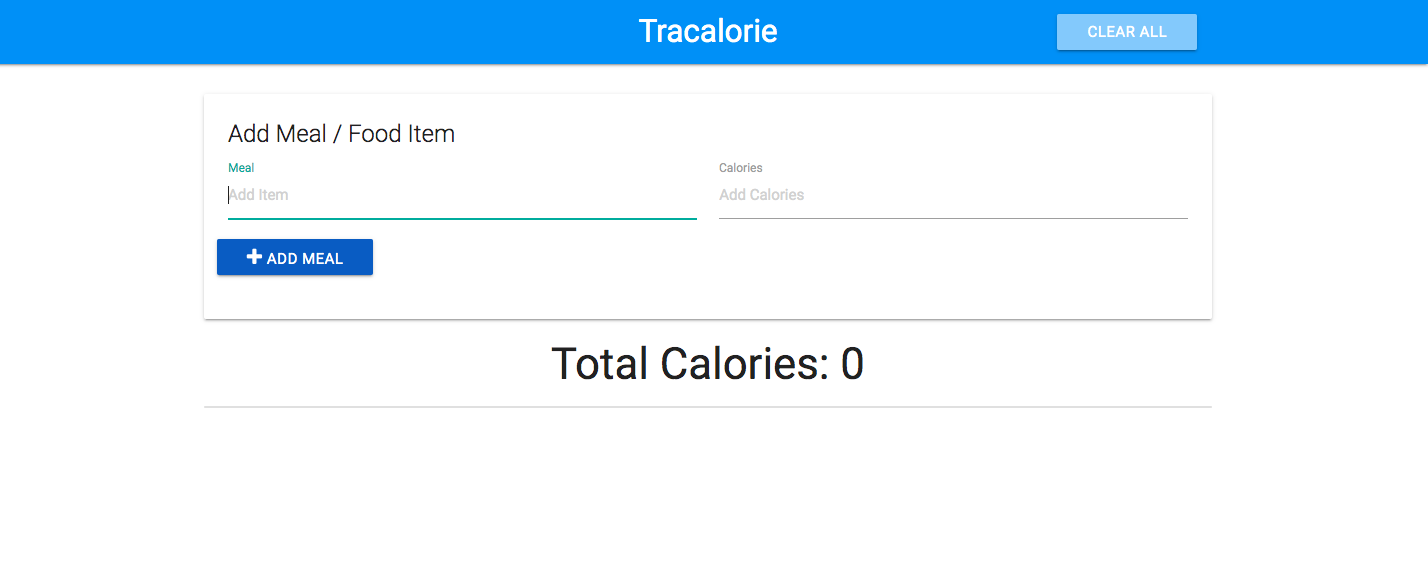 Tracalorie
CLEAR ALL
Add Meal / Food Item
Meal
Calories
Add Item
Add Calories
ADD MEAL
Total Calories: 0